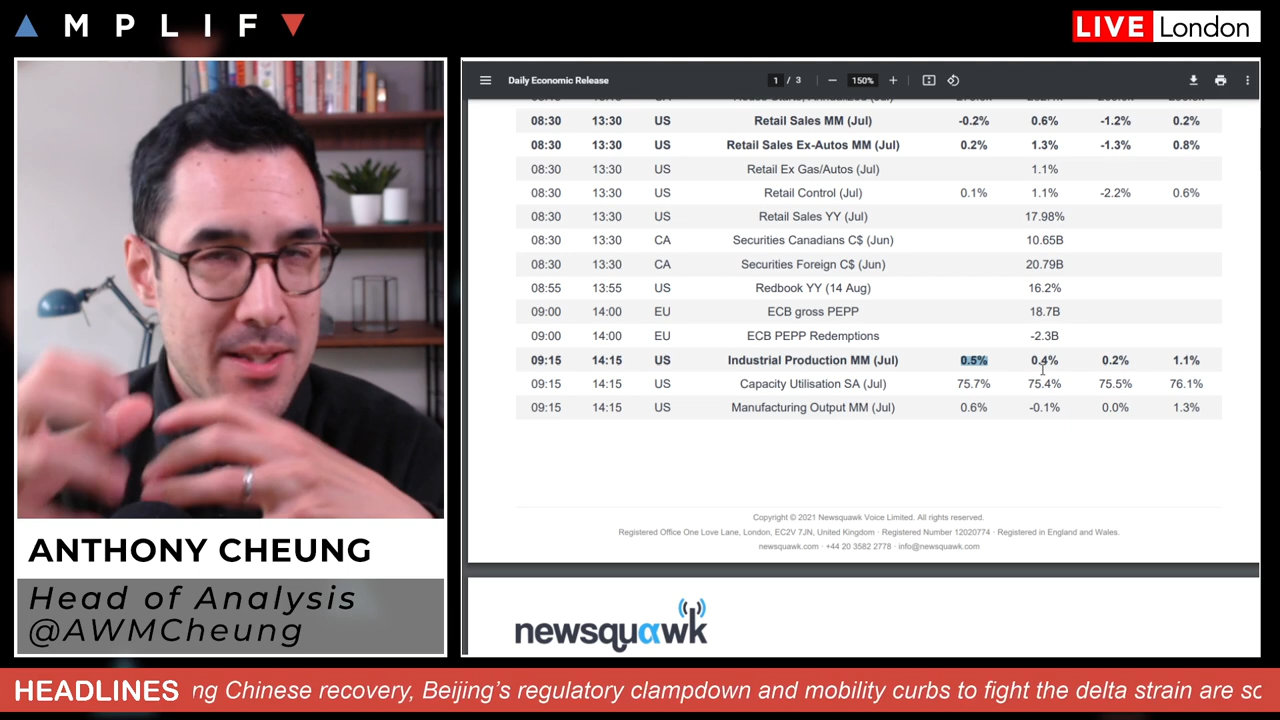 AMPLIFY
LIVE London
Daily Economic Release
1 / 3
150%
08:30 13:30 US Retail Sales MM (Jul) -0.2% 0.6% -1.2% 0.2%
08:30 13:30 US Retail Sales Ex-Autos MM (Jul) 0.2% 1.3% -1.3% 0.8%
08:30 13:30 US Retail Ex Gas/Autos (Jul) 1.1%
08:30 13:30 US Retail Control (Jul) 0.1% 1.1% -2.2% 0.6%
08:30 13:30 US Retail Sales YY (Jul) 17.98%
08:30 13:30 CA Securities Canadians C$ (Jun) 10.65B
08:30 13:30 CA Securities Foreign C$ (Jun) 20.79B
08:55 13:55 US Redbook YY (14 Aug) 16.2%
09:00 14:00 EU ECB gross PEPP 18.7B
09:00 14:00 EU ECB PEPP Redemptions -2.3B
09:15 14:15 US Industrial Production MM (Jul) 0.5% 0.4% 0.2% 1.1%
09:15 14:15 US Capacity Utilisation SA (Jul) 75.7% 75.4% 75.5% 76.1%
09:15 14:15 US Manufacturing Output MM (Jul) 0.6% -0.1% 0.0% 1.3%
Copyright © 2021 Newsquawk Voice Limited. All rights reserved.
Registered Office One Love Lane, London, EC2V 7JN, United Kingdom · Registered Number 12020774 · Registered in England and Wales.
newsquawk.com · +44 20 3582 2778 · info@newsquawk.com
newsquawk
ANTHONY CHEUNG
Head of Analysis
@AWMCheung
HEADLINES ng Chinese recovery, Beijing's regulatory clampdown and mobility curbs to fight the delta strain are